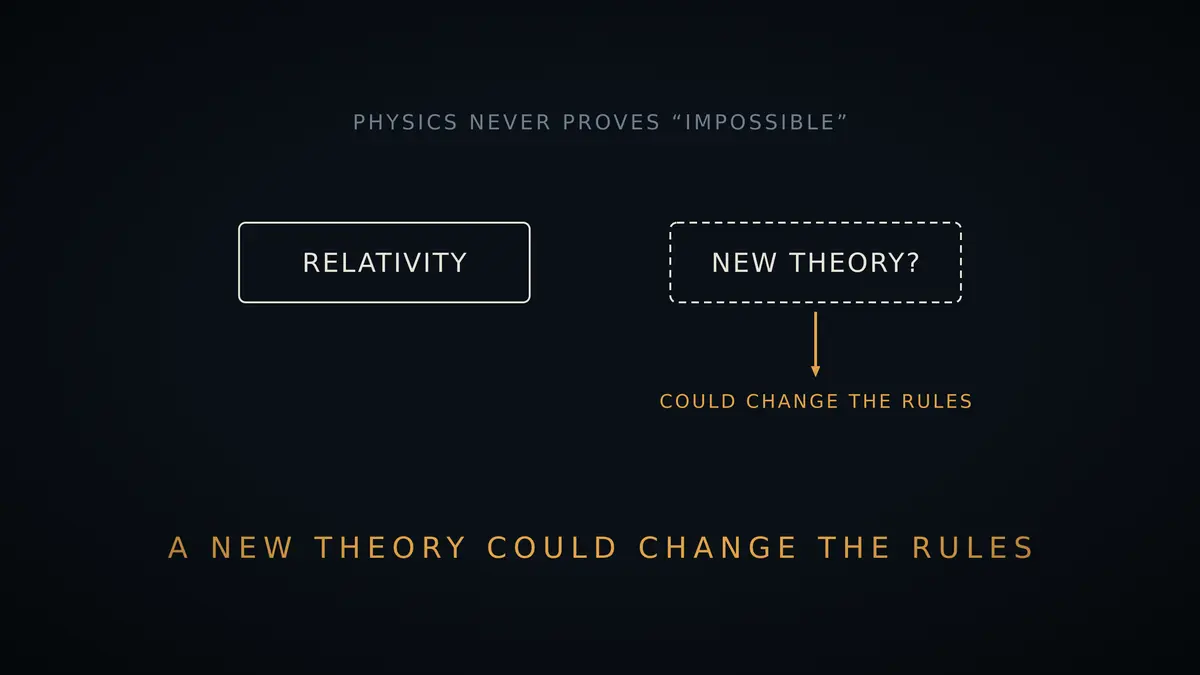 PHYSICS NEVER PROVES “IMPOSSIBLE”
RELATIVITY
NEW THEORY?
COULD CHANGE THE RULES
A NEW THEORY COULD CHANGE THE RULES